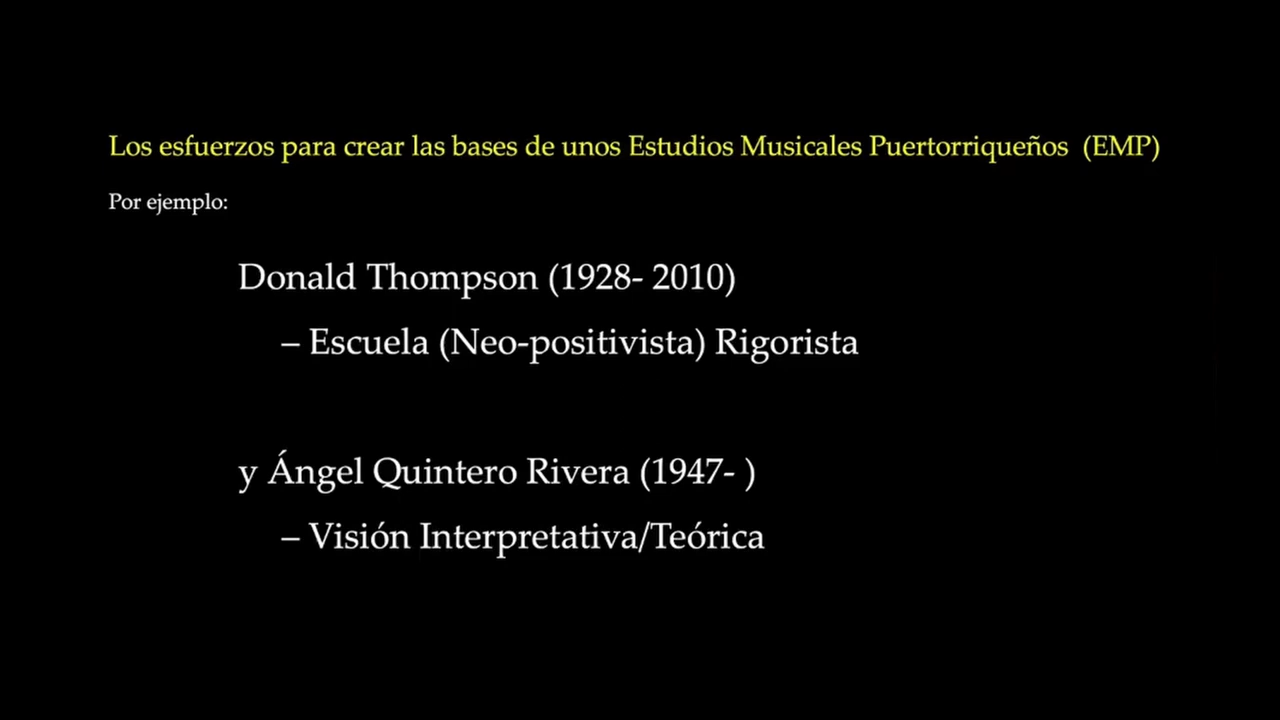 Los esfuerzos para crear las bases de unos Estudios Musicales Puertorriqueños (EMP)
Por ejemplo:
Donald Thompson (1928- 2010)
– Escuela (Neo-positivista) Rigorista
y Ángel Quintero Rivera (1947- )
– Visión Interpretativa/Teórica